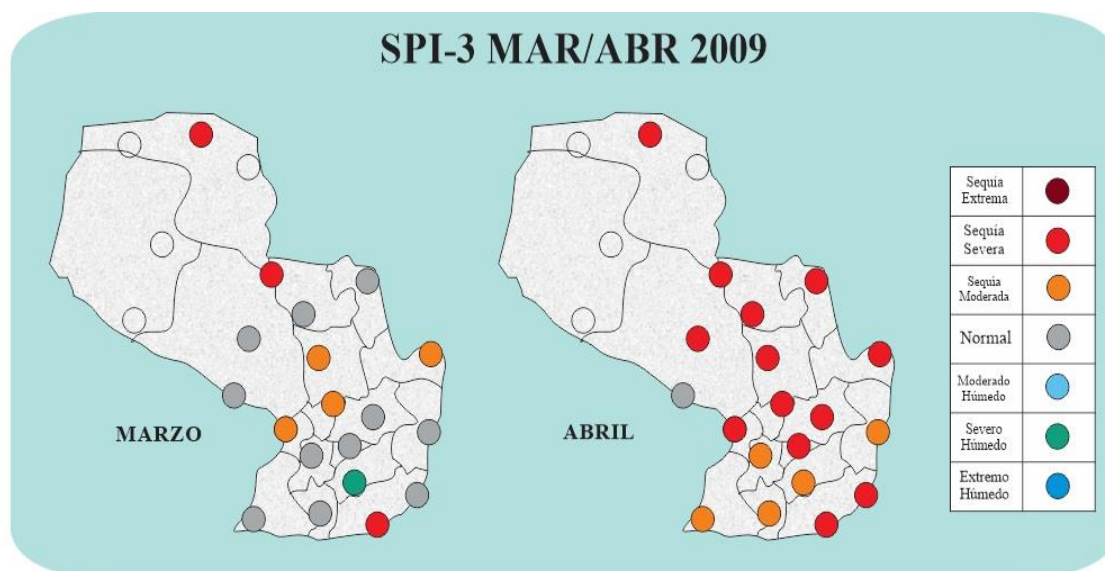 SPI-3 MAR/ABR 2009
MARZO
ABRIL
Sequía
Extrema
Sequía
Severa
Sequia
Moderada
Normal
Moderado
Húmedo
Severo
Húmedo
Extremo
Húmedo